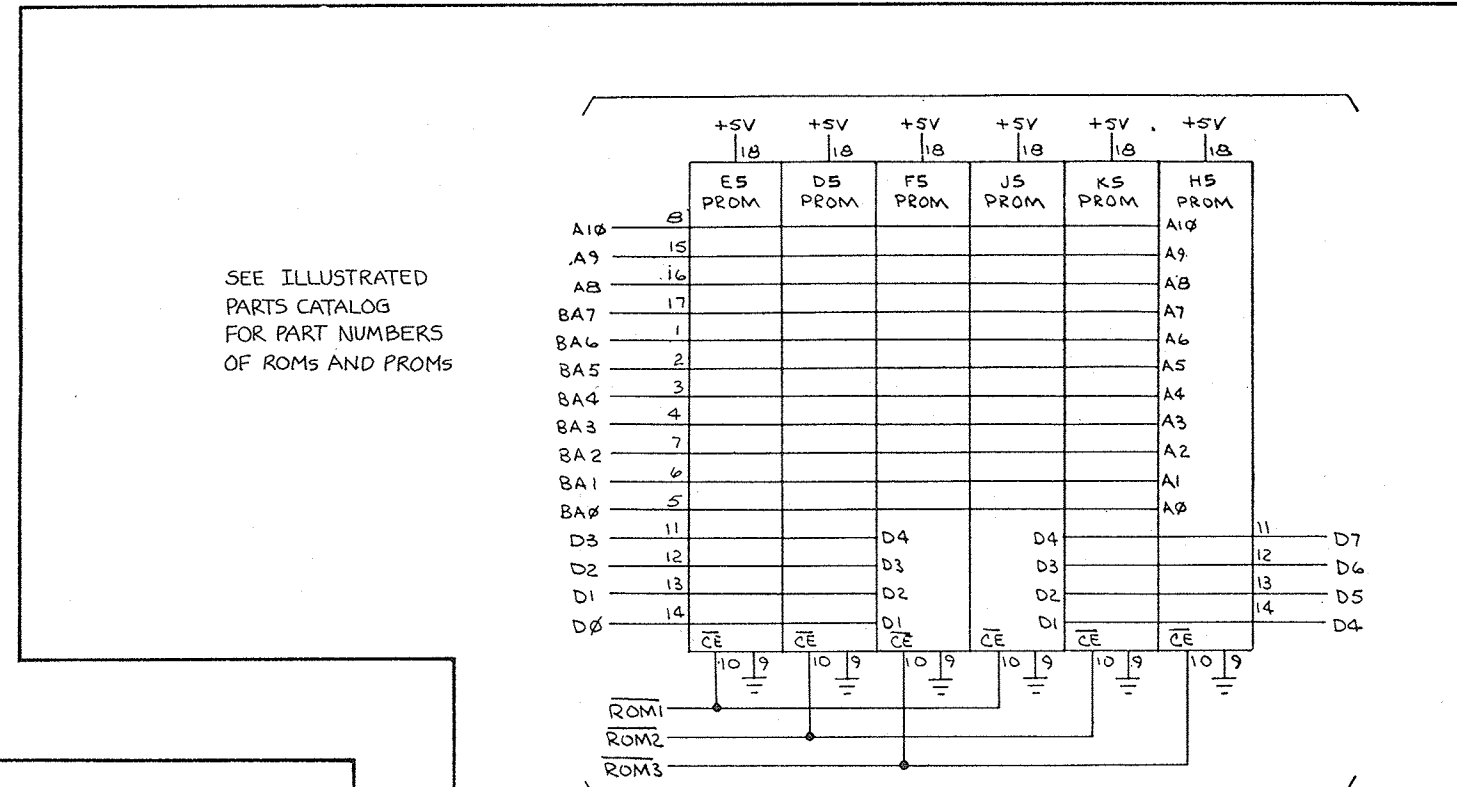 +5V +5V +5V +5V +5V +5V
18 18 18 18 18 18
E5 D5 F5 J5 K5 H5
PROM PROM PROM PROM PROM PROM
A1Ø 8 A1Ø
A9 15 A9
A8 16 A8
BA7 17 A7
BA6 1 A6
BA5 2 A5
BA4 3 A4
BA3 4 A3
BA2 7 A2
BA1 6 A1
BAØ 5 AØ
D3 11 D4 D4 11 D7
D2 12 D3 D3 12 D6
D1 13 D2 D2 13 D5
DØ 14 D1 D1 14 D4
CE CE CE CE CE CE
10 9 10 9 10 9 10 9 10 9 10 9
ROM1
ROM2
ROM3
SEE ILLUSTRATED
PARTS CATALOG
FOR PART NUMBERS
OF ROMs AND PROMs